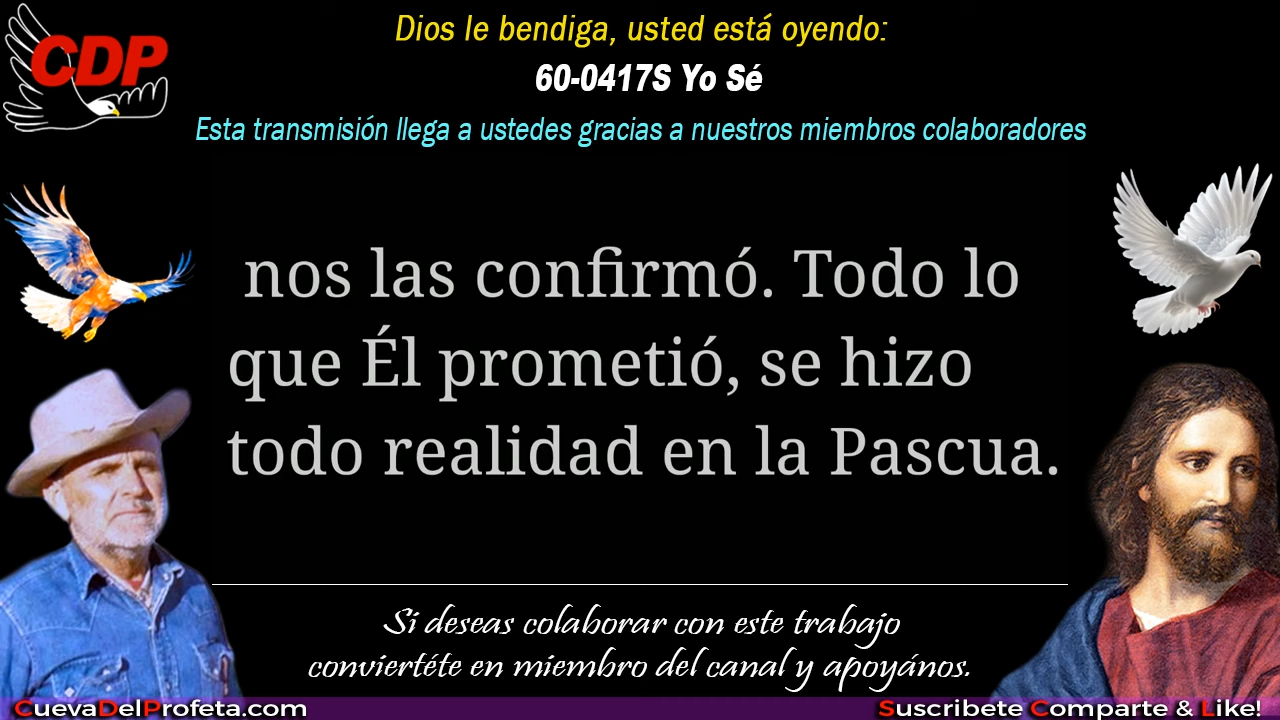 CDP
Dios le bendiga, usted está oyendo:
60-0417S Yo Sé
Esta transmisión llega a ustedes gracias a nuestros miembros colaboradores
nos las confirmó. Todo lo
que Él prometió, se hizo
todo realidad en la Pascua.
Si deseas colaborar con este trabajo
conviertéte en miembro del canal y apoyános.
CuevaDelProfeta.com
Suscribete Comparte & Like!